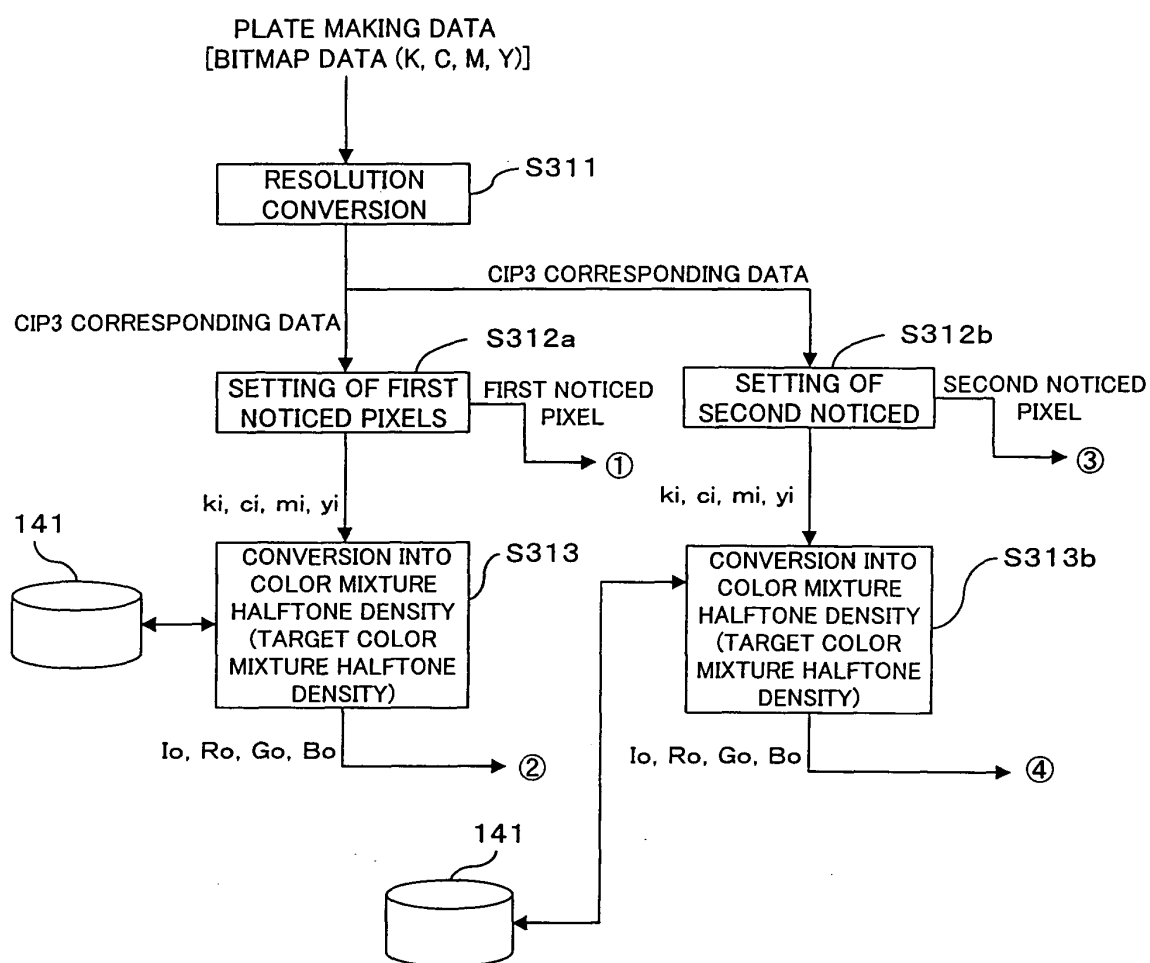 PLATE MAKING DATA
[BITMAP DATA (K, C, M, Y)]
RESOLUTION
CONVERSION
S311
CIP3 CORRESPONDING DATA
CIP3 CORRESPONDING DATA
S312a
S312b
SETTING OF FIRST
NOTICED PIXELS
FIRST NOTICED
PIXEL
①
SETTING OF
SECOND NOTICED
SECOND NOTICED
PIXEL
③
ki, ci, mi, yi
ki, ci, mi, yi
141
CONVERSION INTO
COLOR MIXTURE
HALFTONE DENSITY
(TARGET COLOR
MIXTURE HALFTONE
DENSITY)
S313
CONVERSION INTO
COLOR MIXTURE
HALFTONE DENSITY
(TARGET COLOR
MIXTURE HALFTONE
DENSITY)
S313b
Io, Ro, Go, Bo
②
Io, Ro, Go, Bo
④
141